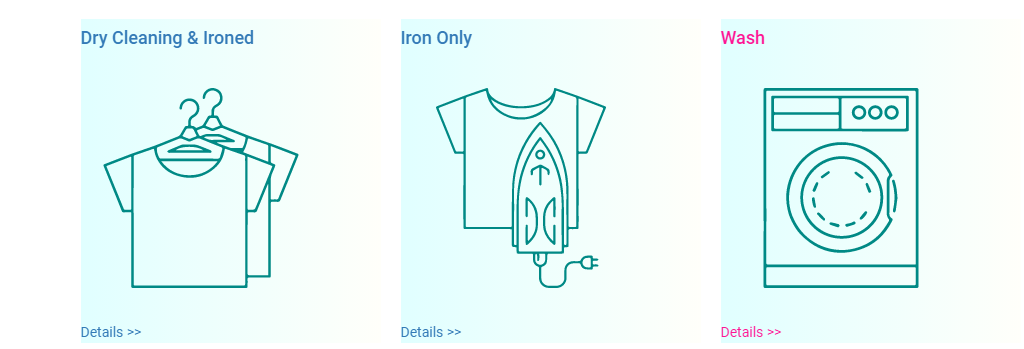 Dry Cleaning & Ironed
Iron Only
Wash
Details >>
Details >>
Details >>